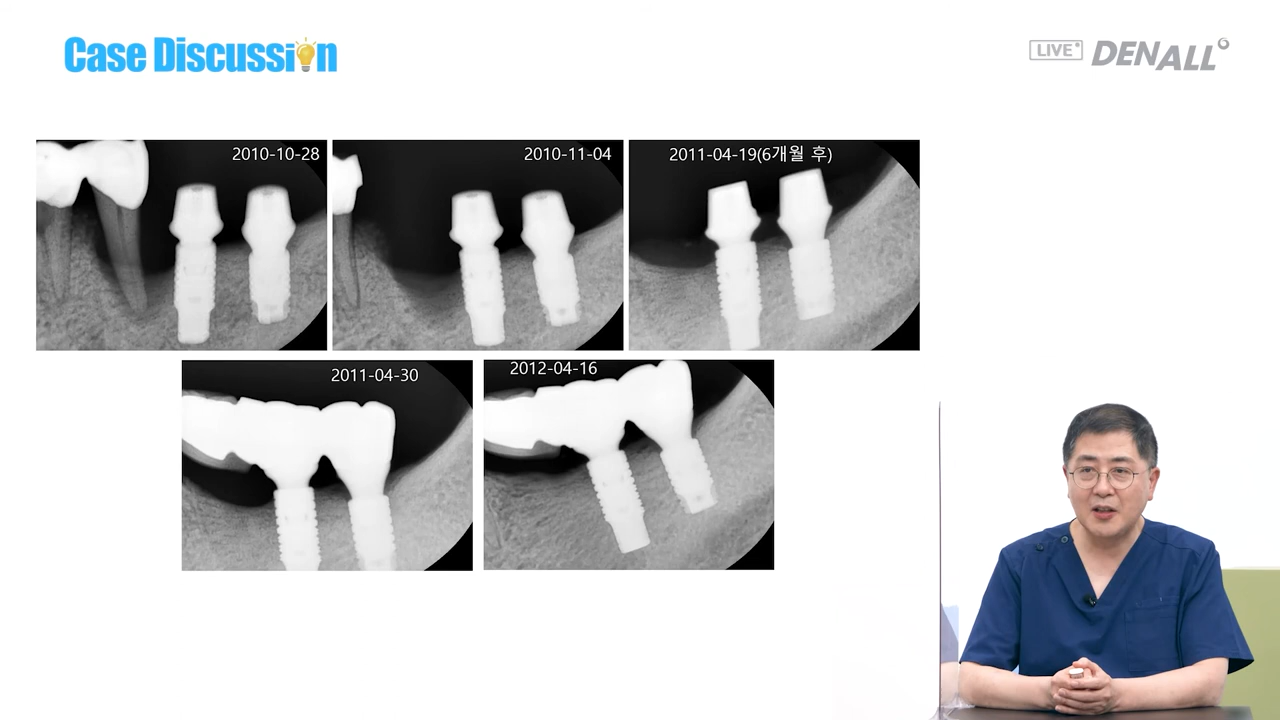 Case Discussion
LIVE DENALL
2010-10-28
2010-11-04
2011-04-19(6개월 후)
2011-04-30
2012-04-16